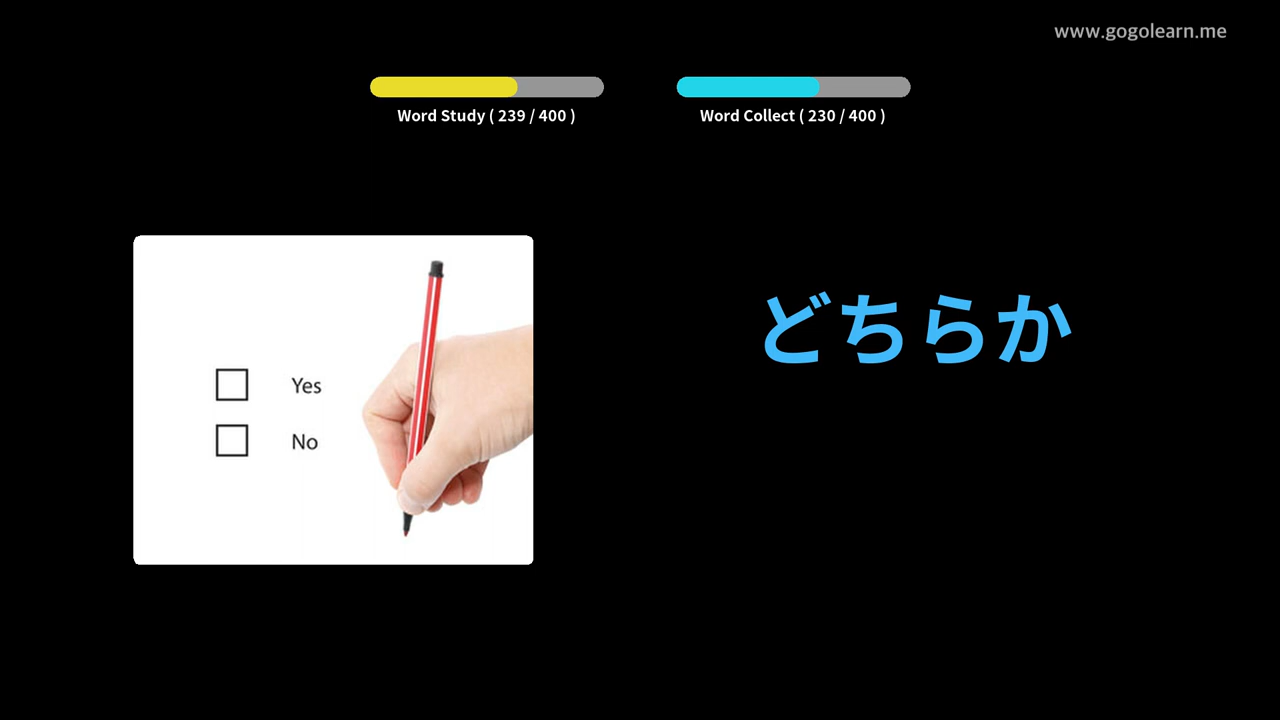 www.gogolearn.me
Word Study ( 239 / 400 )
Word Collect ( 230 / 400 )
Yes
No
どちらか